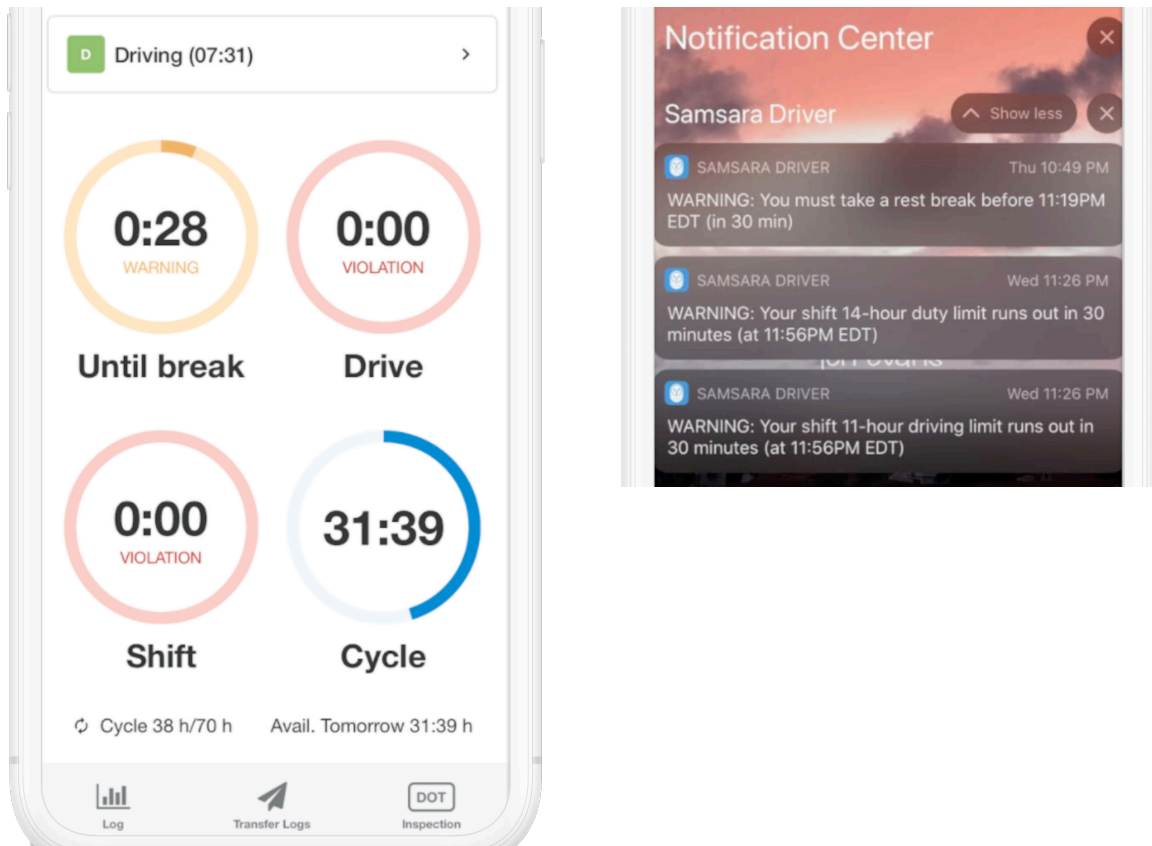 D Driving (07:31)
0:28
WARNING
Until break
0:00
VIOLATION
Drive
0:00
VIOLATION
Shift
31:39
Cycle
Cycle 38 h/70 h
Avail. Tomorrow 31:39 h
Log
Transfer Logs
DOT
Inspection
Notification Center
Samsara Driver
Show less
SAMSARA DRIVER Thu 10:49 PM
WARNING: You must take a rest break before 11:19PM
EDT (in 30 min)
SAMSARA DRIVER Wed 11:26 PM
WARNING: Your shift 14-hour duty limit runs out in 30
minutes (at 11:56PM EDT)
SAMSARA DRIVER Wed 11:26 PM
WARNING: Your shift 11-hour driving limit runs out in
30 minutes (at 11:56PM EDT)